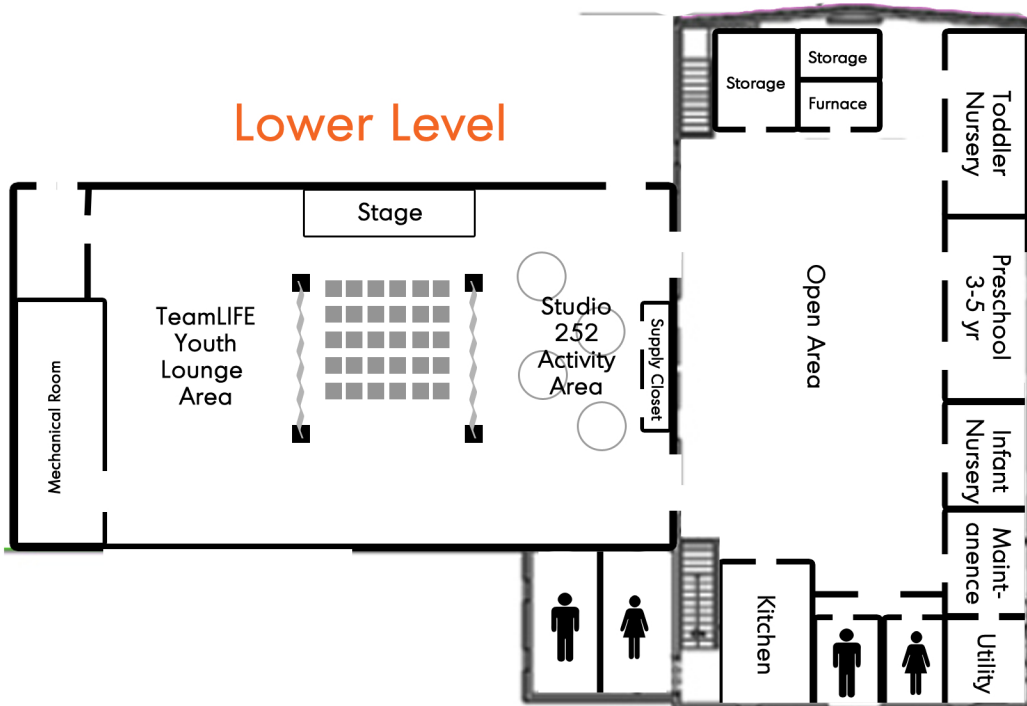 Lower Level
Storage
Storage
Furnace
Toddler
Nursery
Stage
TeamLIFE
Youth
Lounge
Area
Studio
252
Activity
Area
Supply Closet
Open Area
Preschool
3-5 yr
Mechanical Room
Infant
Nursery
Maint-
anence
Kitchen
Utility